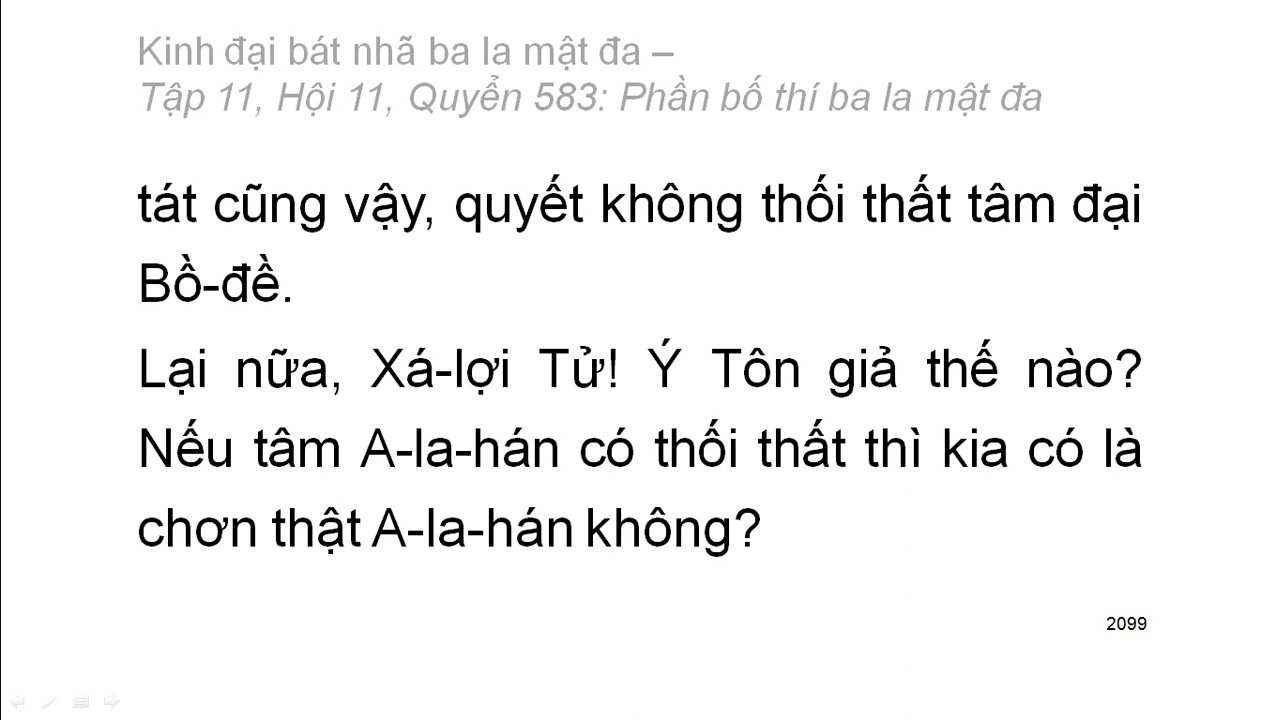 Kinh đại bát nhã ba la mật đa –
Tập 11, Hội 11, Quyển 583: Phần bố thí ba la mật đa
tát cũng vậy, quyết không thối thất tâm đại
Bồ-đề.
Lại nữa, Xá-lợi Tử! Ý Tôn giả thế nào?
Nếu tâm A-la-hán có thối thất thì kia có là
chơn thật A-la-hán không?
2099